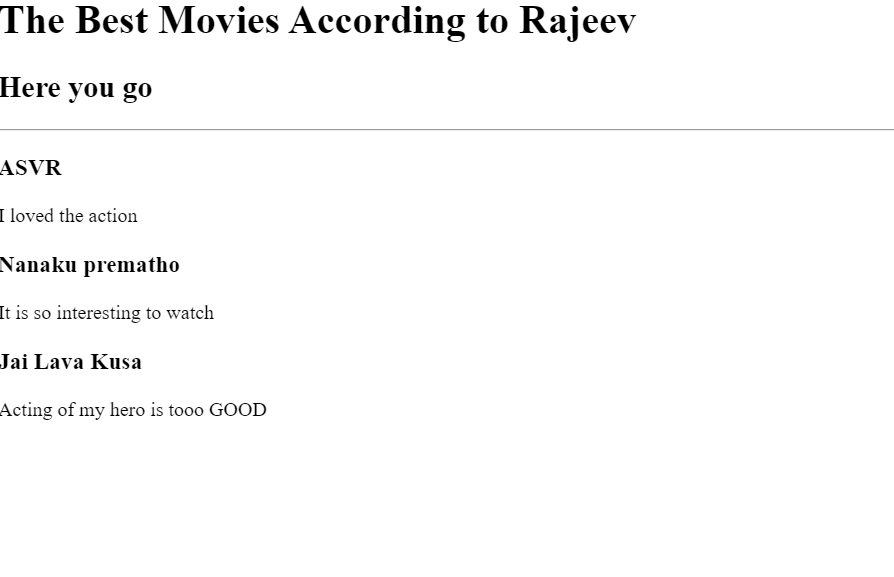 The Best Movies According to Rajeev
Here you go
ASVR
I loved the action
Nanaku prematho
It is so interesting to watch
Jai Lava Kusa
Acting of my hero is tooo GOOD